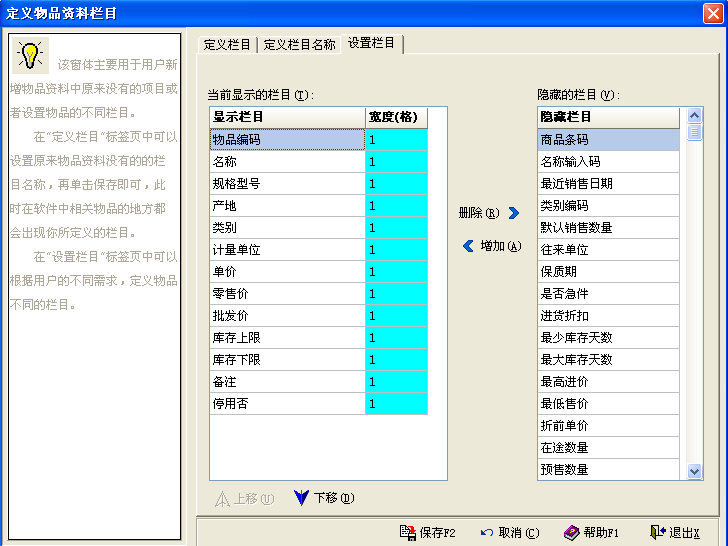 定义物品资料栏目
该窗体主要用于用户新
增物品资料中原来没有的项目或
者设置物品的不同栏目。
在"定义栏目"标签页中可以
设置原来物品资料没有的的栏
目名称，再单击保存即可，此
时在软件中相关物品的地方都
会出现你所定义的栏目。
在"设置栏目"标签页中可以
根据用户的不同需求，定义物品
不同的栏目。
定义栏目 定义栏目名称 设置栏目
当前显示的栏目(T):
显示栏目 宽度(格)
物品编码 1
名称 1
规格型号 1
产地 1
类别 1
计量单位 1
单价 1
零售价 1
批发价 1
库存上限 1
库存下限 1
备注 1
停用否 1
上移(U) 下移(D)
删除(R)
增加(A)
隐藏的栏目(V):
隐藏栏目
商品条码
名称输入码
最近销售日期
类别编码
默认销售数量
往来单位
保质期
是否急件
进货折扣
最少库存天数
最大库存天数
最高进价
最低售价
折前单价
在途数量
预售数量
保存F2 取消(C) 帮助F1 退出X